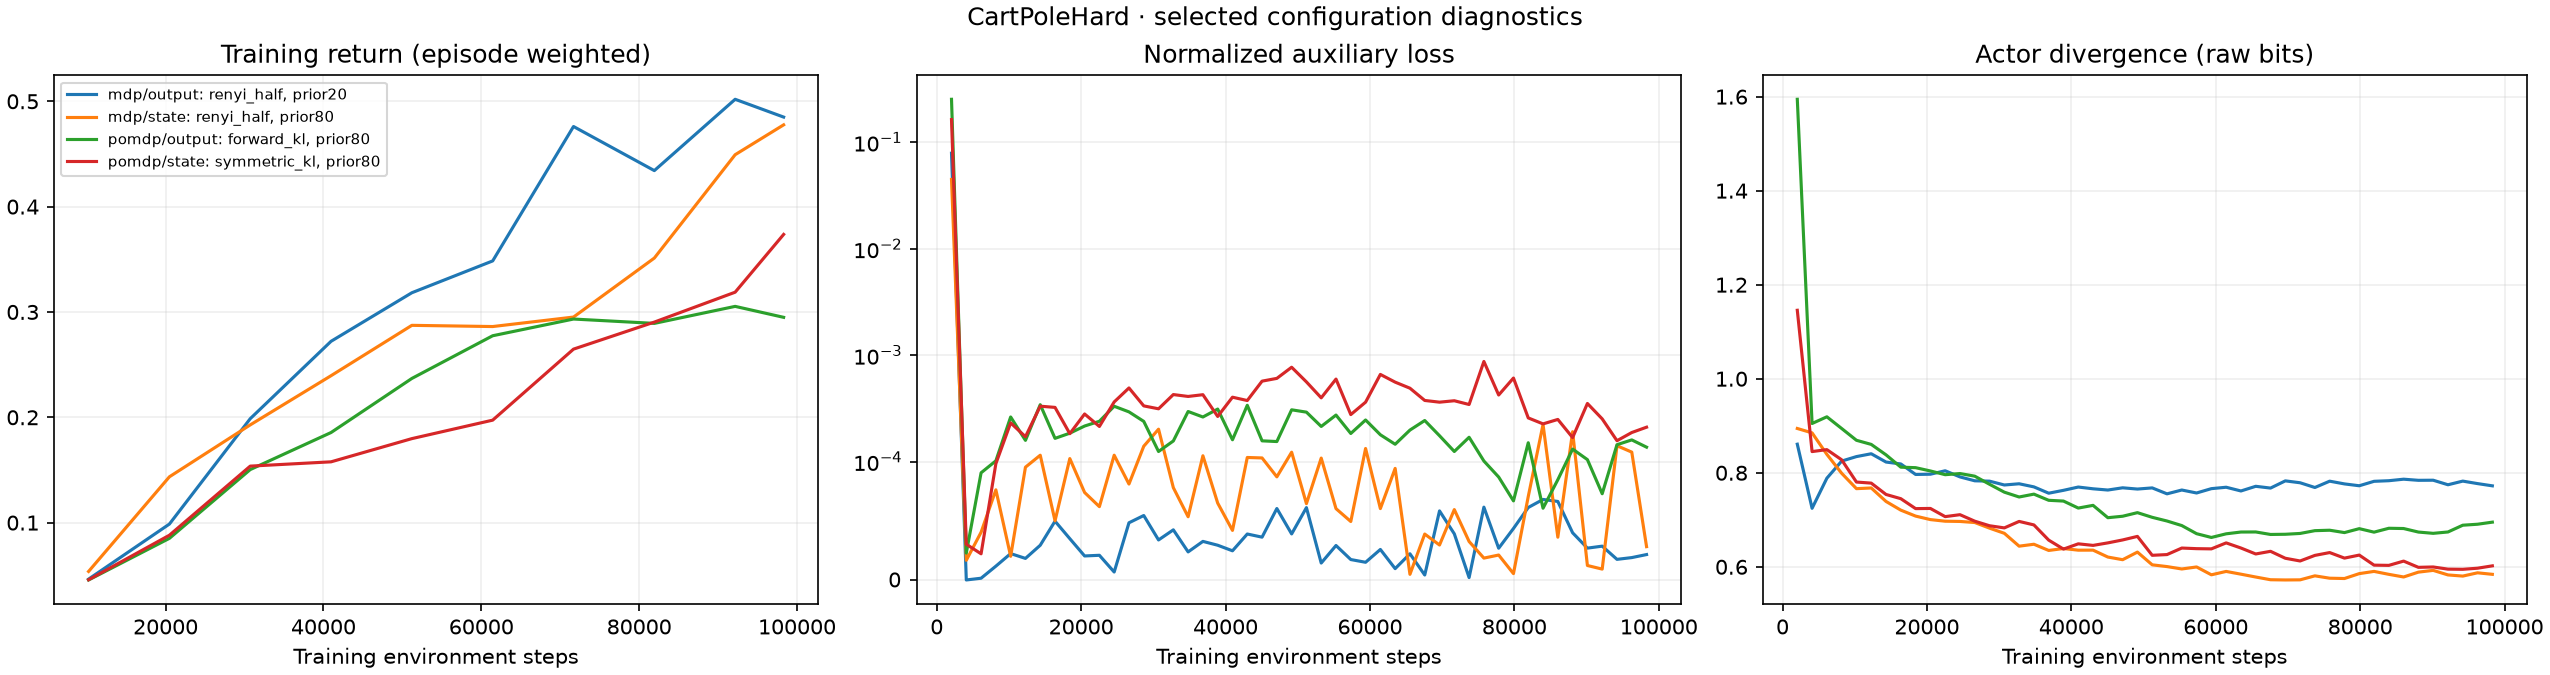 CartPoleHard · selected configuration diagnostics
Training return (episode weighted)
0.5
0.4
0.3
0.2
0.1
mdp/output: renyi_half, prior20
mdp/state: renyi_half, prior80
pomdp/output: forward_kl, prior80
pomdp/state: symmetric_kl, prior80
20000 40000 60000 80000 100000
Training environment steps
Normalized auxiliary loss
10⁻¹
10⁻²
10⁻³
10⁻⁴
0
0 20000 40000 60000 80000 100000
Training environment steps
Actor divergence (raw bits)
1.6
1.4
1.2
1.0
0.8
0.6
0 20000 40000 60000 80000 100000
Training environment steps